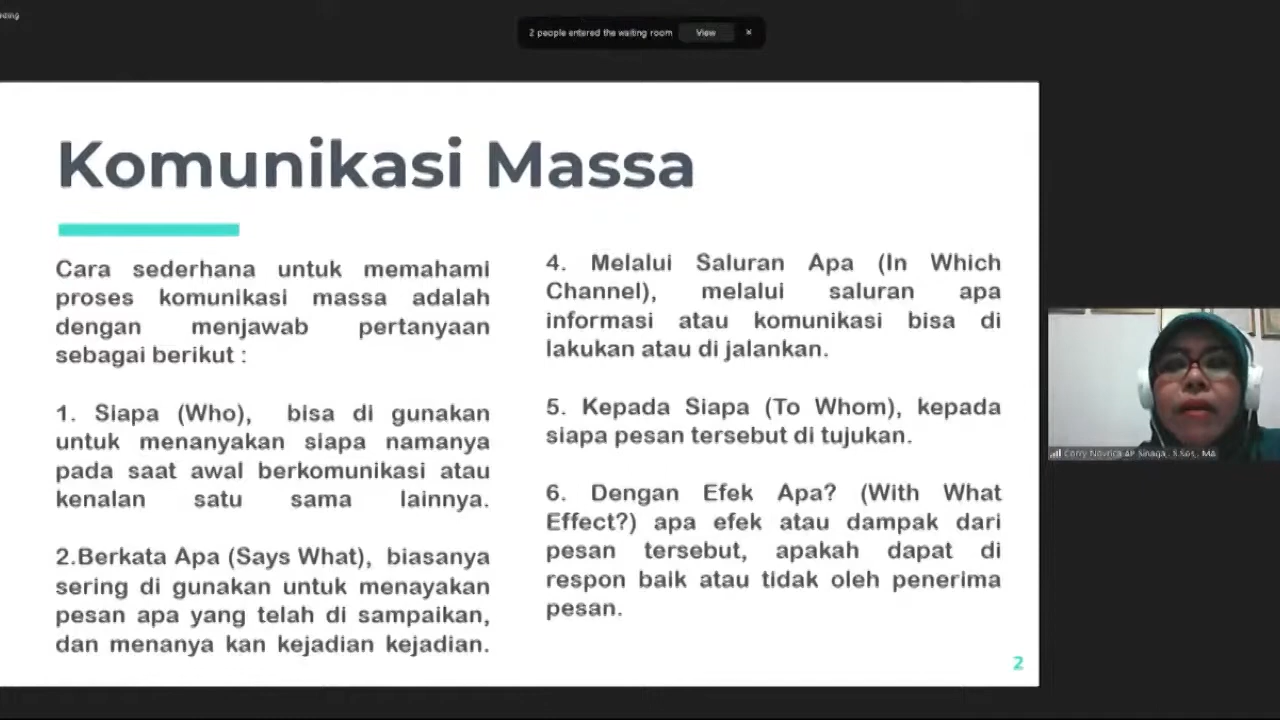 2 people entered the waiting room View
Komunikasi Massa
Cara sederhana untuk memahami
proses komunikasi massa adalah
dengan menjawab pertanyaan
sebagai berikut :
1. Siapa (Who), bisa di gunakan
untuk menanyakan siapa namanya
pada saat awal berkomunikasi atau
kenalan satu sama lainnya.
2.Berkata Apa (Says What), biasanya
sering di gunakan untuk menayakan
pesan apa yang telah di sampaikan,
dan menanya kan kejadian kejadian.
4. Melalui Saluran Apa (In Which
Channel), melalui saluran apa
informasi atau komunikasi bisa di
lakukan atau di jalankan.
5. Kepada Siapa (To Whom), kepada
siapa pesan tersebut di tujukan.
6. Dengan Efek Apa? (With What
Effect?) apa efek atau dampak dari
pesan tersebut, apakah dapat di
respon baik atau tidak oleh penerima
pesan.
2
Corry Novrica AP Sinaga., S.Sos., MA